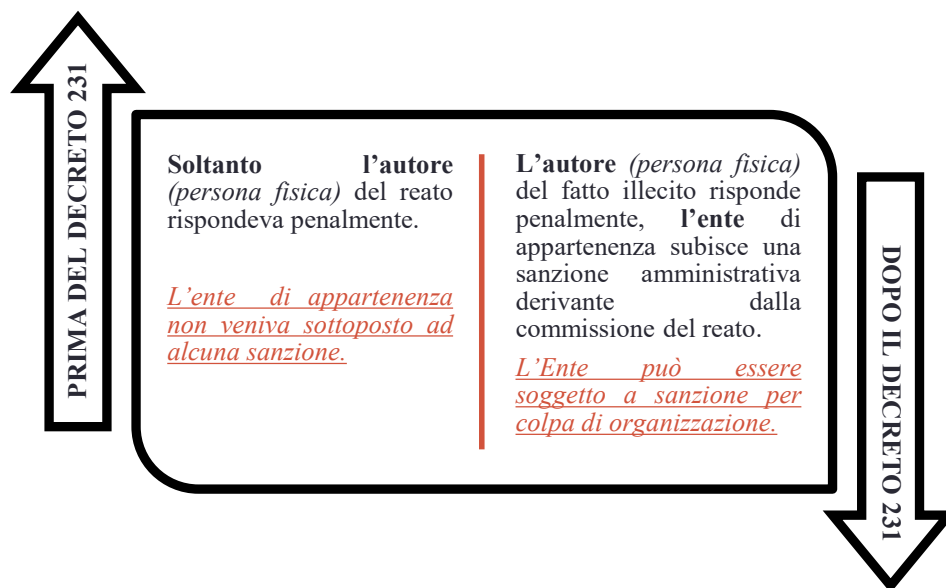 PRIMA DEL DECRETO 231
Soltanto l’autore
(persona fisica) del reato
rispondeva penalmente.
L’ente di appartenenza
non veniva sottoposto ad
alcuna sanzione.
L’autore (persona fisica)
del fatto illecito risponde
penalmente, l’ente di
appartenenza subisce una
sanzione amministrativa
derivante dalla
commissione del reato.
L’Ente può essere
soggetto a sanzione per
colpa di organizzazione.
DOPO IL DECRETO 231